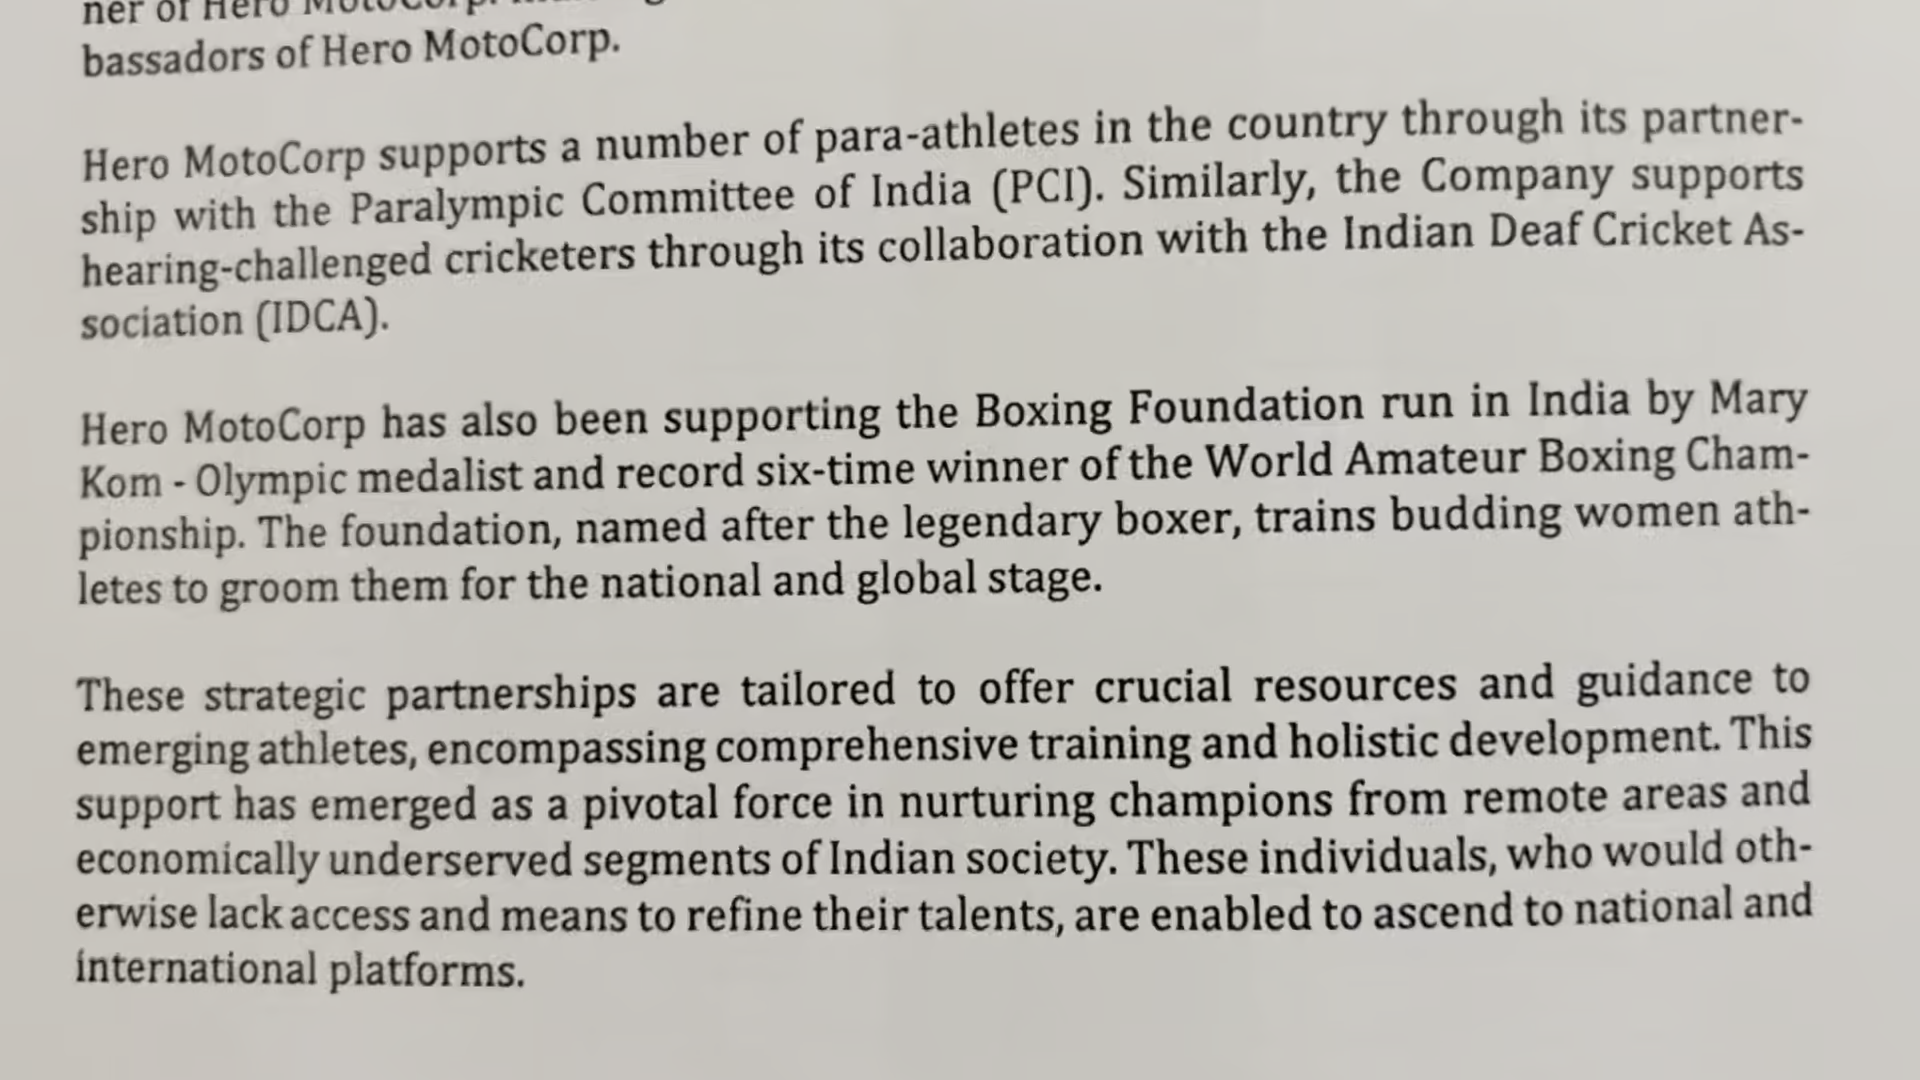 ner of Hero MotoCorp.
bassadors of Hero MotoCorp.
Hero MotoCorp supports a number of para-athletes in the country through its partner-
ship with the Paralympic Committee of India (PCI). Similarly, the Company supports
hearing-challenged cricketers through its collaboration with the Indian Deaf Cricket As-
sociation (IDCA).
Hero MotoCorp has also been supporting the Boxing Foundation run in India by Mary
Kom - Olympic medalist and record six-time winner of the World Amateur Boxing Cham-
pionship. The foundation, named after the legendary boxer, trains budding women ath-
letes to groom them for the national and global stage.
These strategic partnerships are tailored to offer crucial resources and guidance to
emerging athletes, encompassing comprehensive training and holistic development. This
support has emerged as a pivotal force in nurturing champions from remote areas and
economically underserved segments of Indian society. These individuals, who would oth-
erwise lack access and means to refine their talents, are enabled to ascend to national and
international platforms.